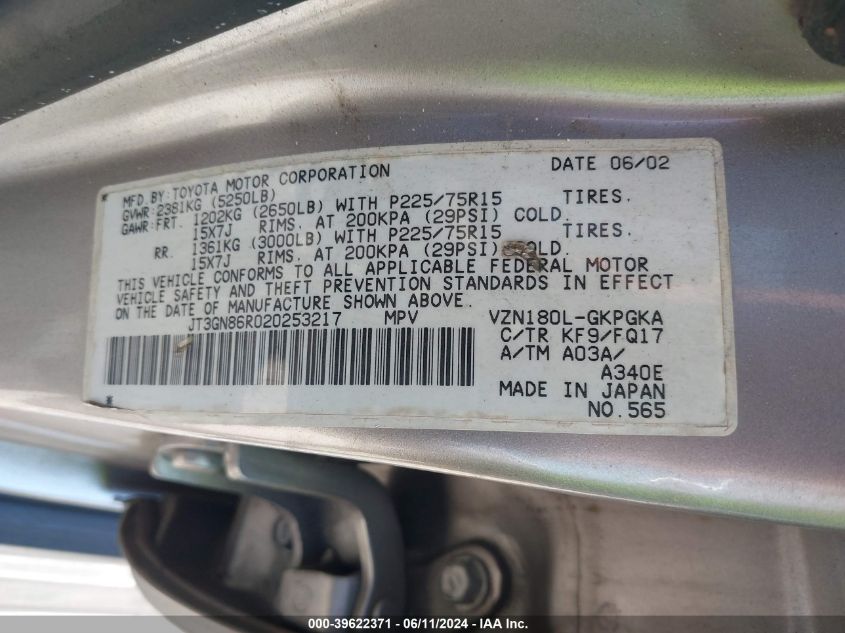 MFD.BY:TOYOTA MOTOR CORPORATION DATE 06/02
GVWR:2381KG (5250LB)
GAWR:FRT. 1202KG (2650LB) WITH P225/75R15 TIRES.
15X7J RIMS. AT 200KPA (29PSI) COLD.
RR. 1361KG (3000LB) WITH P225/75R15 TIRES.
15X7J RIMS. AT 200KPA (29PSI) COLD.
THIS VEHICLE CONFORMS TO ALL APPLICABLE FEDERAL MOTOR
VEHICLE SAFETY AND THEFT PREVENTION STANDARDS IN EFFECT
ON THE DATE OF MANUFACTURE SHOWN ABOVE.
JT3GN86R020253217 MPV VZN180L-GKPGKA
C/TR KF9/FQ17
A/TM A03A/
A340E
MADE IN JAPAN
NO.565
000-39622371 - 06/11/2024 - IAA Inc.